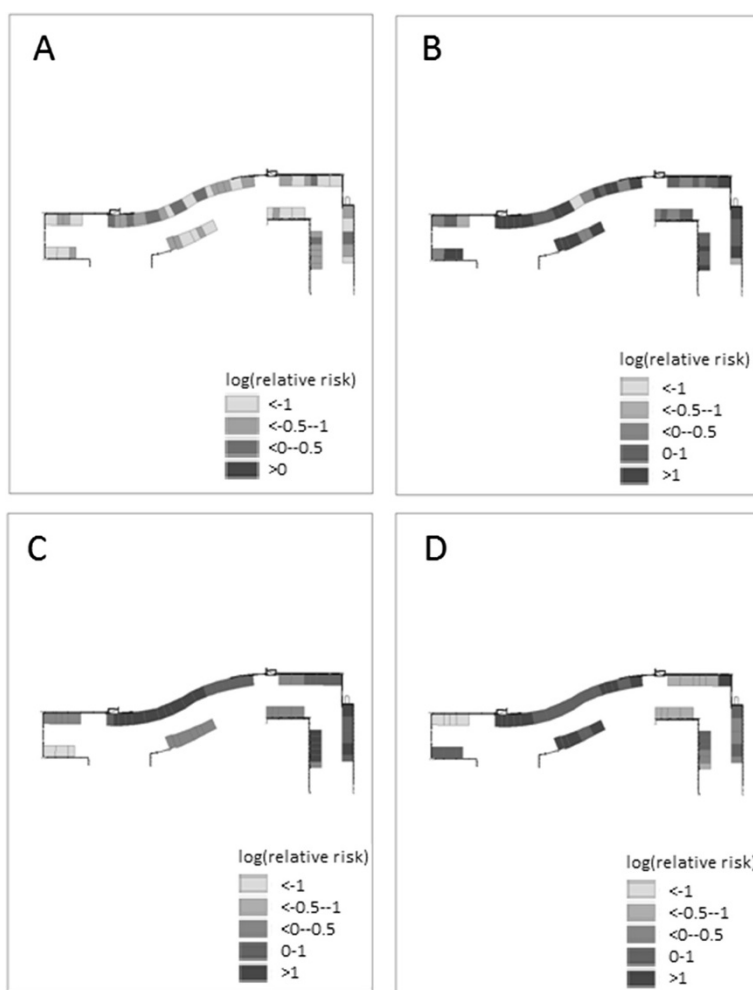 A
log(relative risk)
<-1
<-0.5--1
<0--0.5
>0
B
log(relative risk)
<-1
<-0.5--1
<0--0.5
0-1
>1
C
log(relative risk)
<-1
<-0.5--1
<0--0.5
0-1
>1
D
log(relative risk)
<-1
<-0.5--1
<0--0.5
0-1
>1